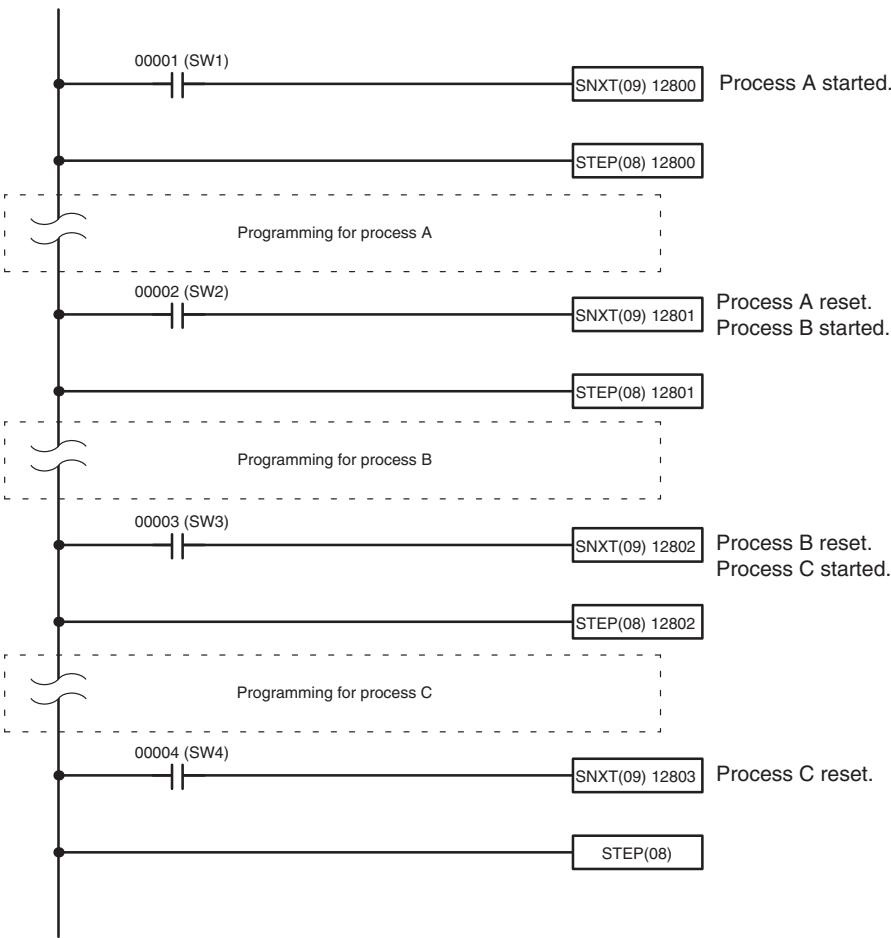 00001 (SW1)
SNXT(09) 12800
Process A started.
STEP(08) 12800
Programming for process A
00002 (SW2)
SNXT(09) 12801
Process A reset.
Process B started.
STEP(08) 12801
Programming for process B
00003 (SW3)
SNXT(09) 12802
Process B reset.
Process C started.
STEP(08) 12802
Programming for process C
00004 (SW4)
SNXT(09) 12803
Process C reset.
STEP(08)